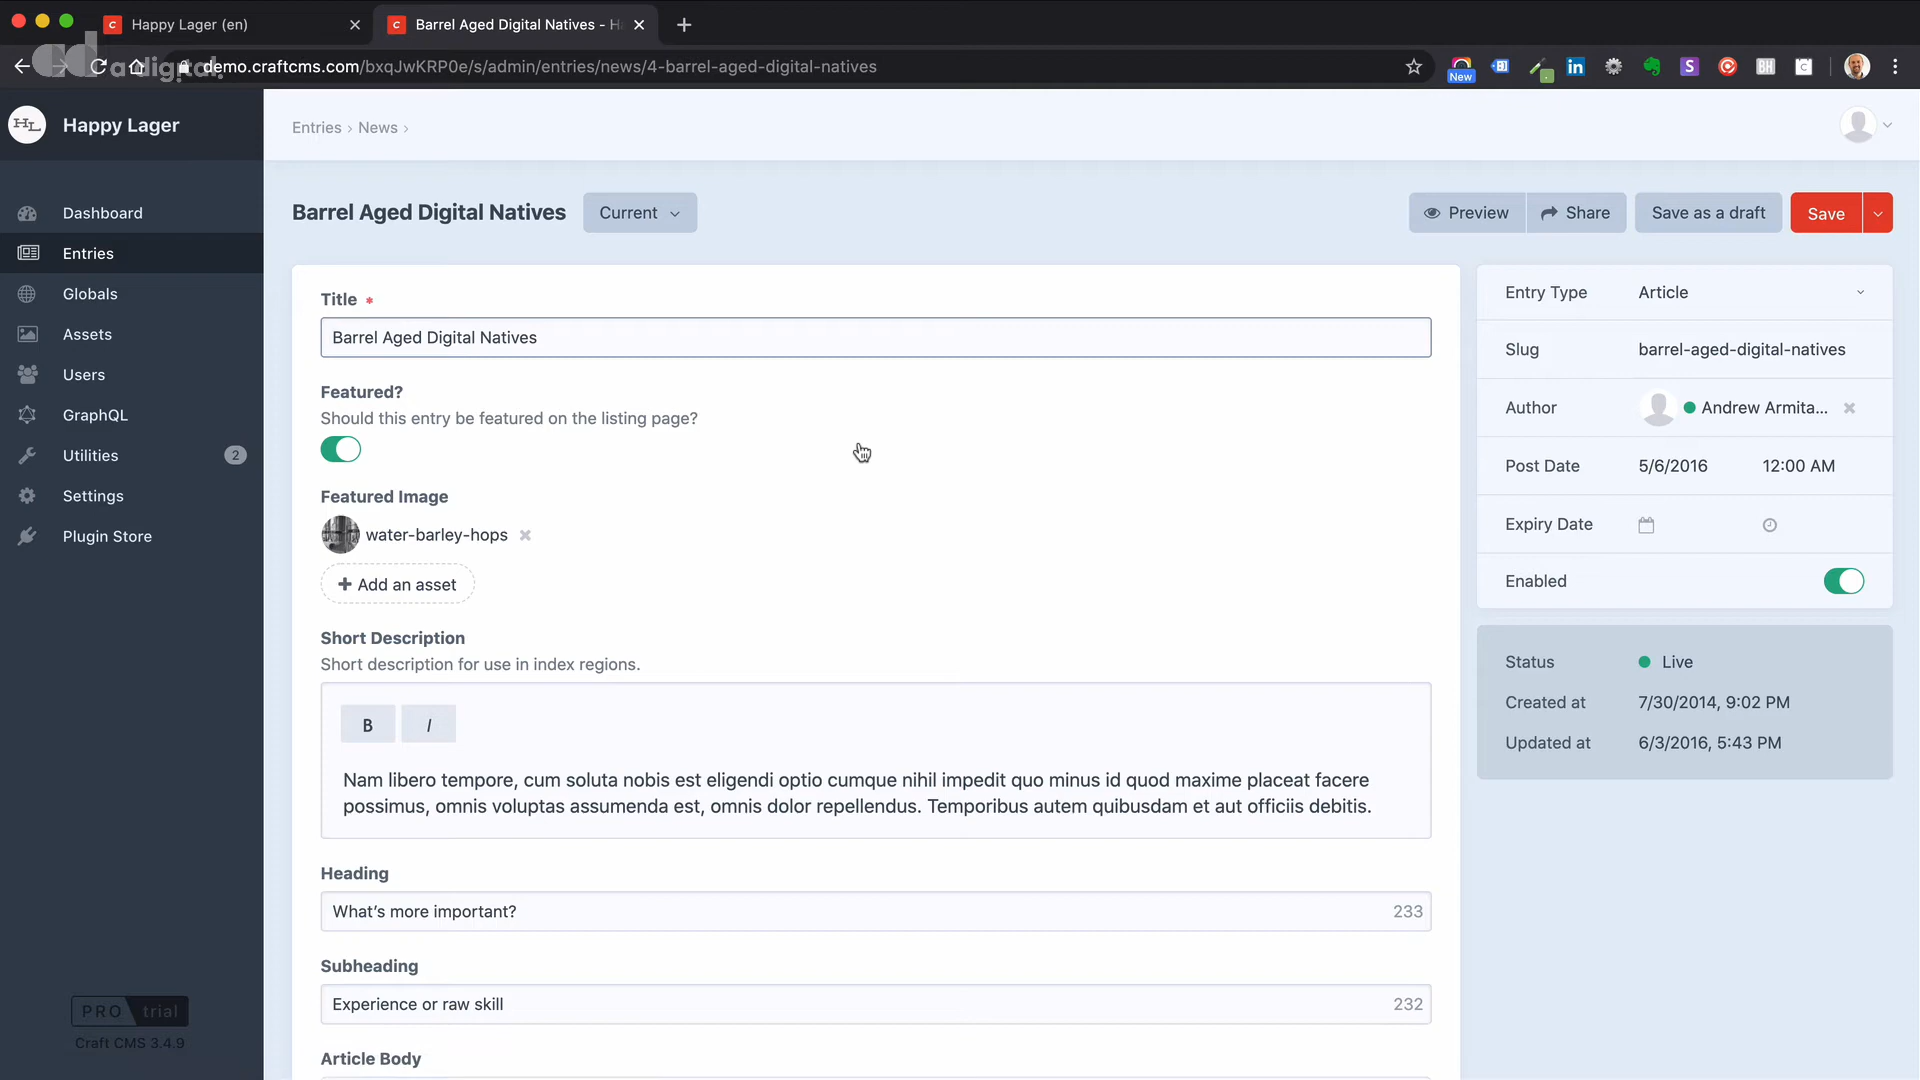 Happy Lager (en)
Barrel Aged Digital Natives - H
adigital.
demo.craftcms.com/bxqJwKRP0e/s/admin/entries/news/4-barrel-aged-digital-natives
New
in
S
BH
C
HL
Happy Lager
Entries › News ›
Dashboard
Entries
Globals
Assets
Users
GraphQL
Utilities 2
Settings
Plugin Store
PRO trial
Craft CMS 3.4.9
Barrel Aged Digital Natives
Current
Preview
Share
Save as a draft
Save
Title *
Barrel Aged Digital Natives
Featured?
Should this entry be featured on the listing page?
Featured Image
water-barley-hops
+ Add an asset
Short Description
Short description for use in index regions.
B I
Nam libero tempore, cum soluta nobis est eligendi optio cumque nihil impedit quo minus id quod maxime placeat facere
possimus, omnis voluptas assumenda est, omnis dolor repellendus. Temporibus autem quibusdam et aut officiis debitis.
Heading
What's more important? 233
Subheading
Experience or raw skill 232
Article Body
Entry Type Article
Slug barrel-aged-digital-natives
Author Andrew Armita...
Post Date 5/6/2016 12:00 AM
Expiry Date
Enabled
Status Live
Created at 7/30/2014, 9:02 PM
Updated at 6/3/2016, 5:43 PM